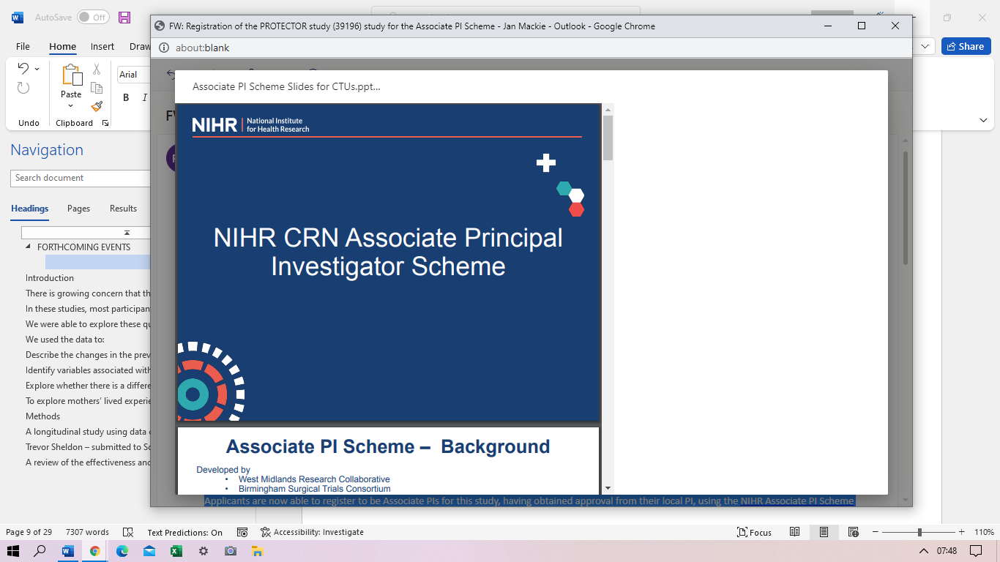 AutoSave Off
FW: Registration of the PROTECTOR study (39196) study for the Associate PI Scheme - Jan Mackie - Outlook - Google Chrome
about:blank
File Home Insert Draw
Share
Undo
Paste
Clipboard
Arial
B I
FW
Associate PI Scheme Slides for CTUs.ppt...
NIHR | National Institute
for Health Research
NIHR CRN Associate Principal
Investigator Scheme
Associate PI Scheme – Background
Developed by
• West Midlands Research Collaborative
• Birmingham Surgical Trials Consortium
Applicants are now able to register to be Associate PIs for this study, having obtained approval from their local PI, using the NIHR Associate PI Scheme
Navigation
Search document
Headings Pages Results
FORTHCOMING EVENTS
Introduction
There is growing concern that th
In these studies, most participan
We were able to explore these qu
We used the data to:
Describe the changes in the prev
Identify variables associated with
Explore whether there is a differe
To explore mothers' lived experie
Methods
A longitudinal study using data
Trevor Sheldon – submitted to Sc
A review of the effectiveness and
Page 9 of 29 7307 words Text Predictions: On Accessibility: Investigate Focus 110%
07:48